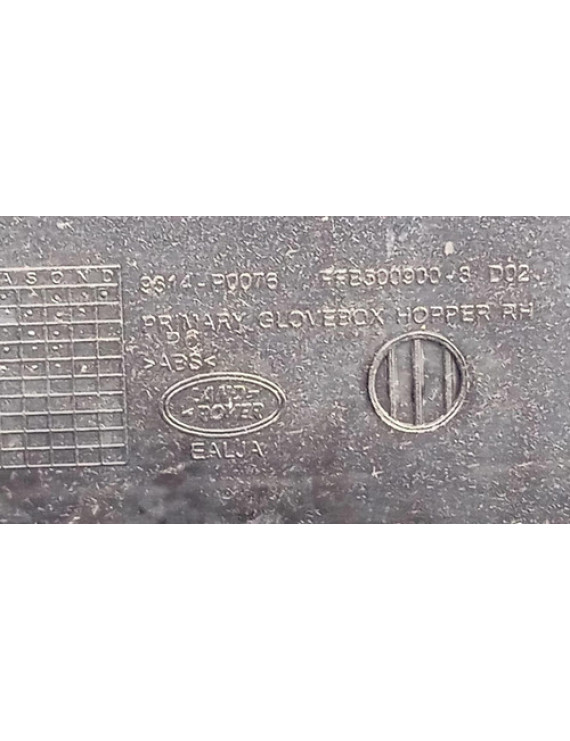 A S O N D
9314-P0076 FFB500900-3 D02
PRIMARY GLOVEBOX HOPPER RH
>ABS<
LAND
ROVER
EALJA